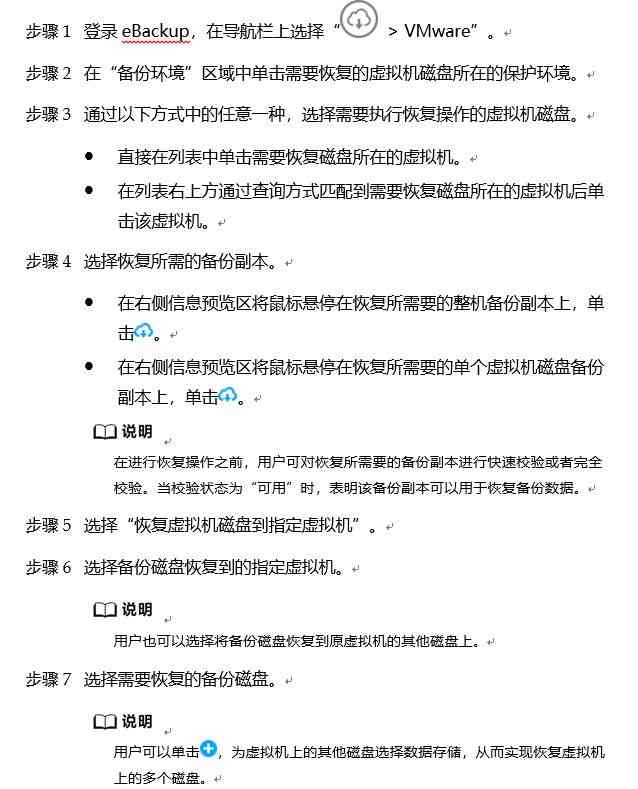 步骤 1 登录 eBackup，在导航栏上选择“ > VMware”。
步骤 2 在“备份环境”区域中单击需要恢复的虚拟机磁盘所在的保护环境。
步骤 3 通过以下方式中的任意一种，选择需要执行恢复操作的虚拟机磁盘。
● 直接在列表中单击需要恢复磁盘所在的虚拟机。
● 在列表右上方通过查询方式匹配到需要恢复磁盘所在的虚拟机后单
击该虚拟机。
步骤 4 选择恢复所需的备份副本。
● 在右侧信息预览区将鼠标悬停在恢复所需要的整机备份副本上，单
击。
● 在右侧信息预览区将鼠标悬停在恢复所需要的单个虚拟机磁盘备份
副本上，单击。
说明
在进行恢复操作之前，用户可对恢复所需要的备份副本进行快速校验或者完全
校验。当校验状态为“可用”时，表明该备份副本可以用于恢复备份数据。
步骤 5 选择“恢复虚拟机磁盘到指定虚拟机”。
步骤 6 选择备份磁盘恢复到的指定虚拟机。
说明
用户也可以选择将备份磁盘恢复到原虚拟机的其他磁盘上。
步骤 7 选择需要恢复的备份磁盘。
说明
用户可以单击，为虚拟机上的其他磁盘选择数据存储，从而实现恢复虚拟机
上的多个磁盘。